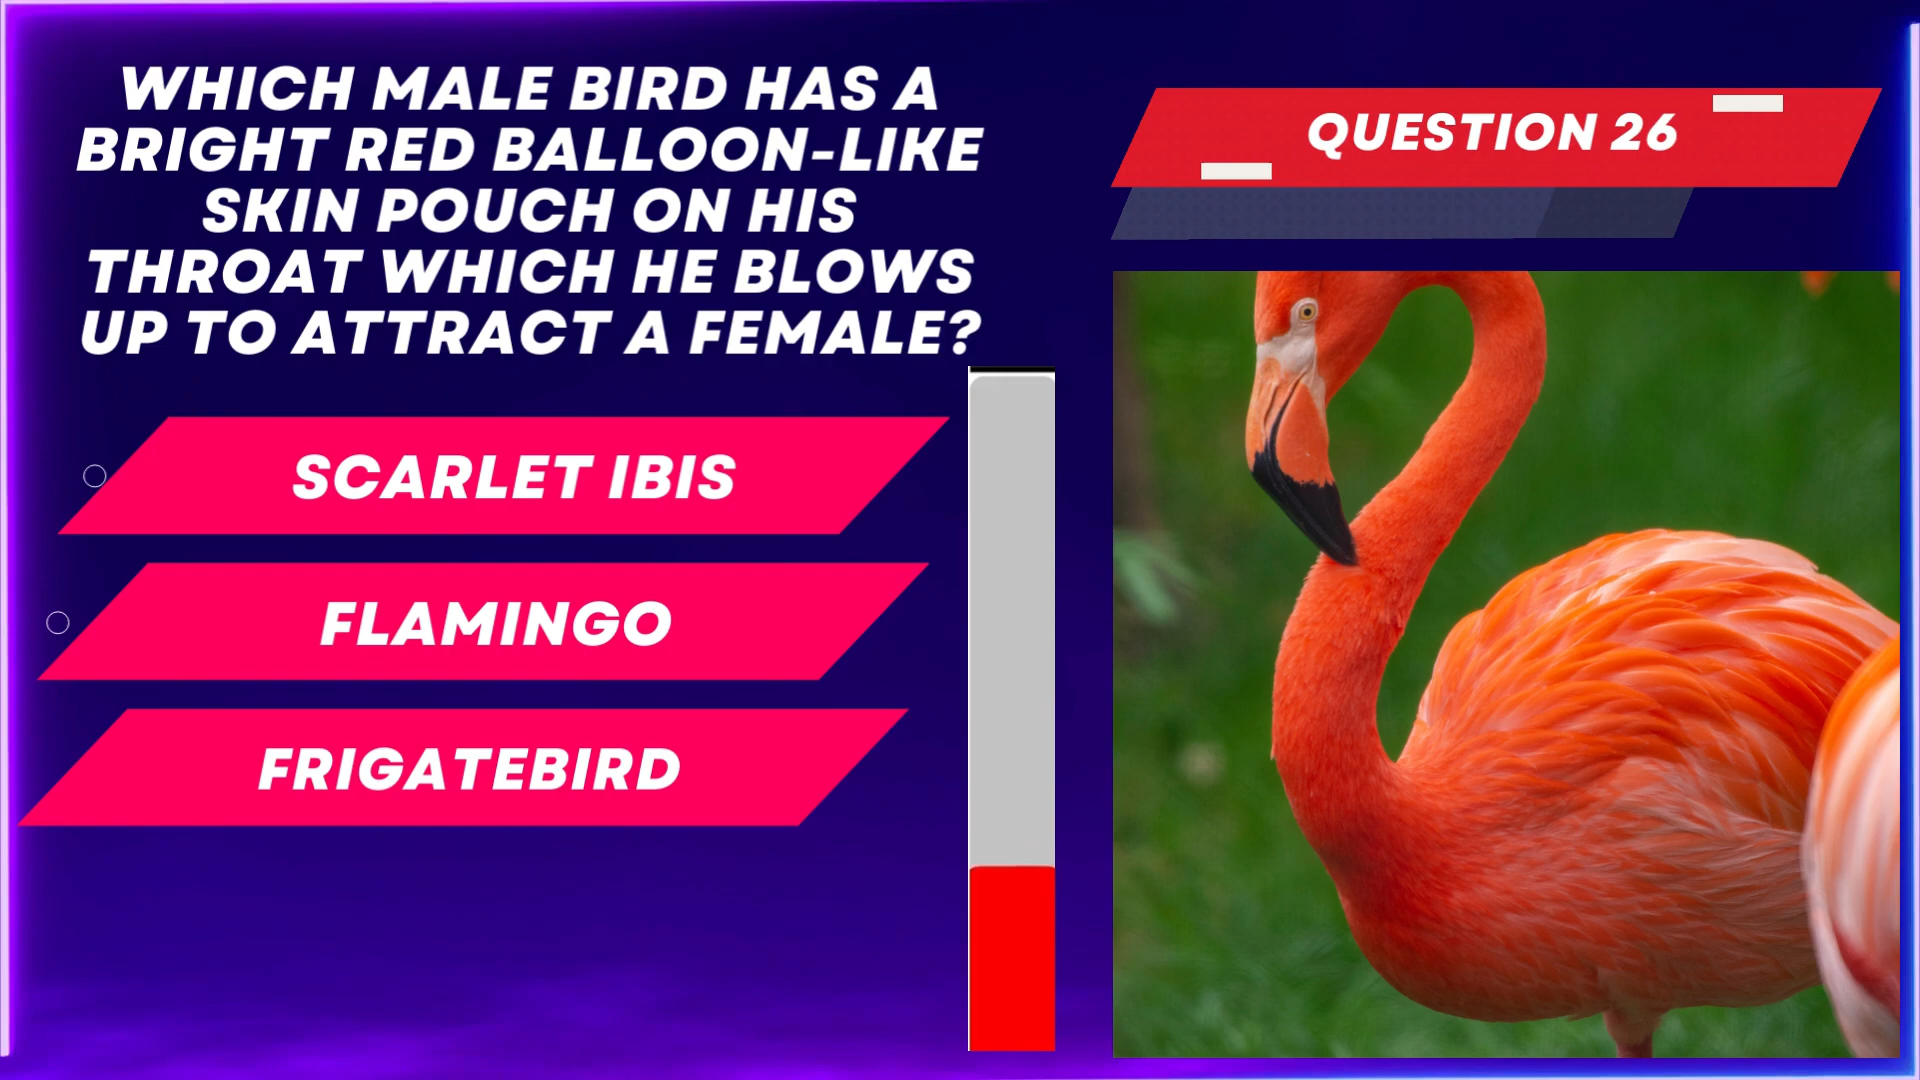 WHICH MALE BIRD HAS A
BRIGHT RED BALLOON-LIKE
SKIN POUCH ON HIS
THROAT WHICH HE BLOWS
UP TO ATTRACT A FEMALE?
QUESTION 26
SCARLET IBIS
FLAMINGO
FRIGATEBIRD